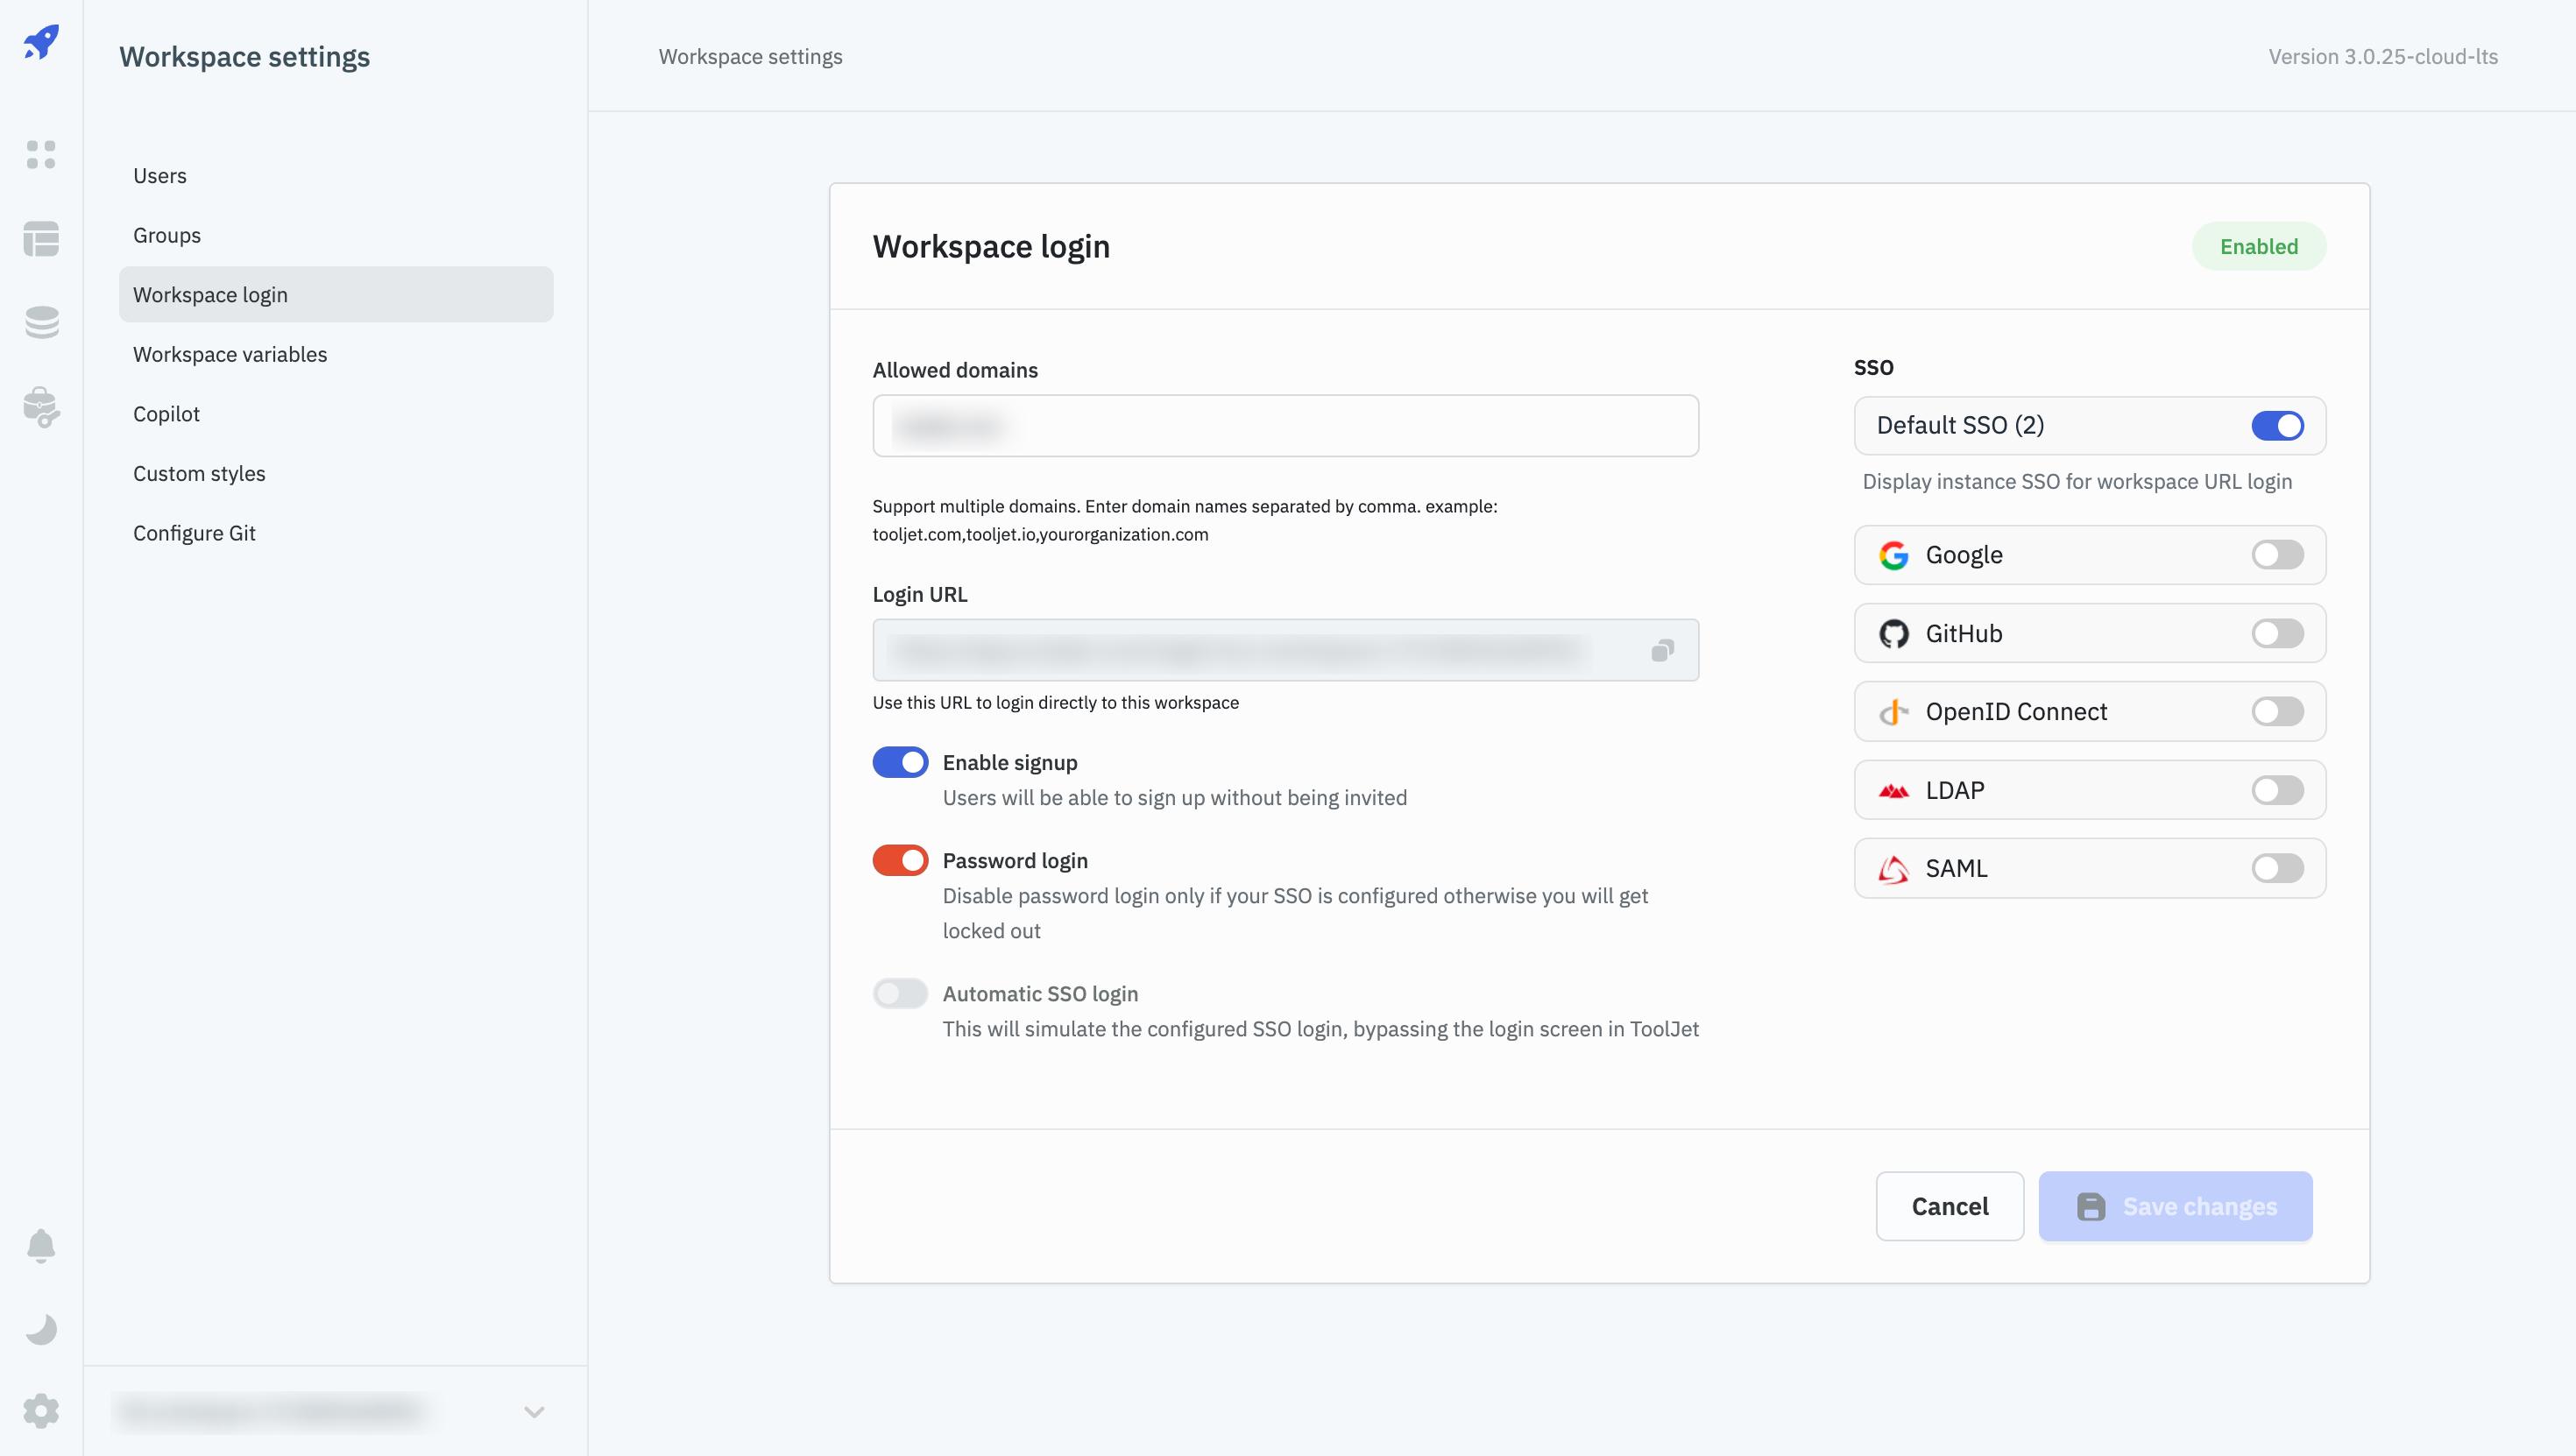 Workspace settings
Workspace settings
Version 3.0.25-cloud-lts
Users
Groups
Workspace login
Workspace variables
Copilot
Custom styles
Configure Git
Workspace login
Enabled
Allowed domains
Support multiple domains. Enter domain names separated by comma. example:
tooljet.com,tooljet.io,yourorganization.com
Login URL
Use this URL to login directly to this workspace
Enable signup
Users will be able to sign up without being invited
Password login
Disable password login only if your SSO is configured otherwise you will get
locked out
Automatic SSO login
This will simulate the configured SSO login, bypassing the login screen in ToolJet
SSO
Default SSO (2)
Display instance SSO for workspace URL login
Google
GitHub
OpenID Connect
LDAP
SAML
Cancel
Save changes